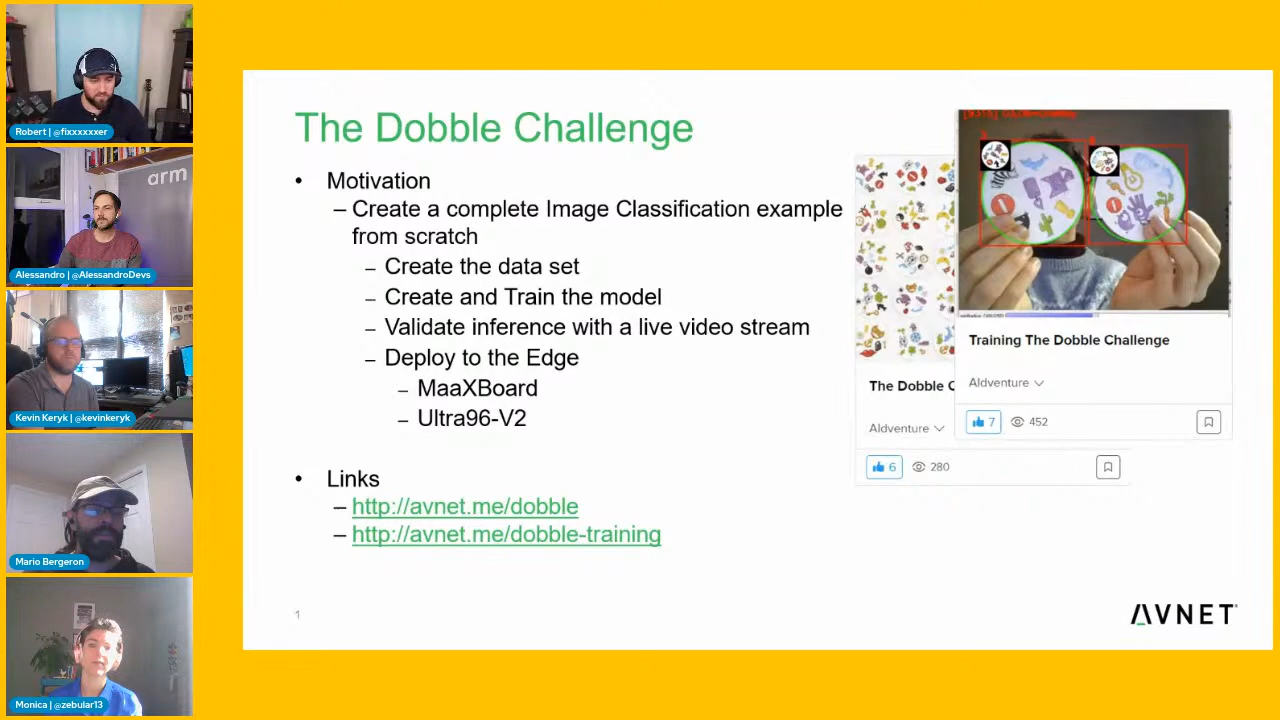 Robert | @fixxxxxxer
arm
Alessandro | @AlessandroDevs
Kevin Keryk | @kevinkeryk
Mario Bergeron
Monica | @zebular13
The Dobble Challenge
• Motivation
– Create a complete Image Classification example
from scratch
– Create the data set
– Create and Train the model
– Validate inference with a live video stream
– Deploy to the Edge
– MaaXBoard
– Ultra96-V2
• Links
– http://avnet.me/dobble
– http://avnet.me/dobble-training
1
Training The Dobble Challenge
AIdventure
7 452
The Dobble C
AIdventure
6 280
AVNET